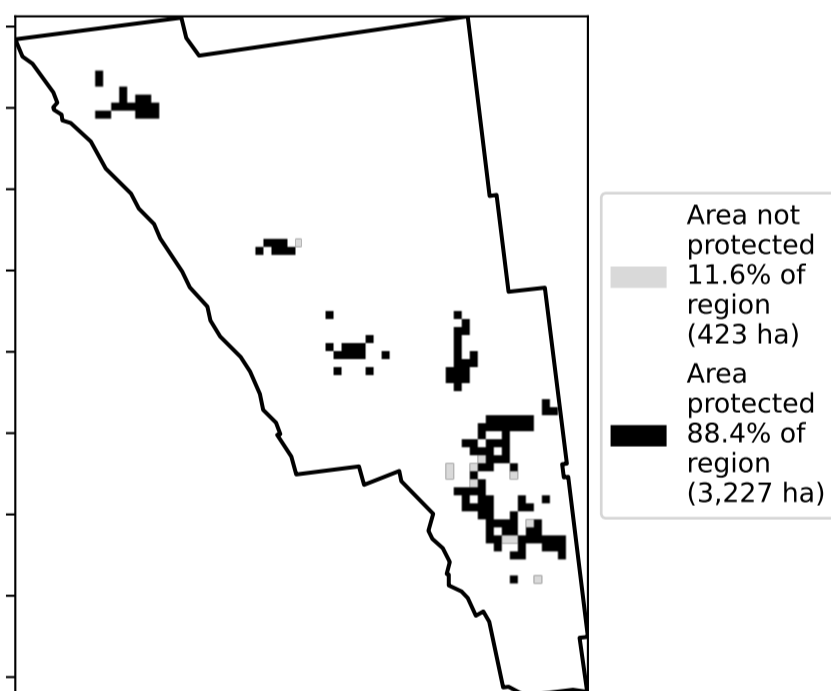 Area not
protected
11.6% of
region
(423 ha)
Area
protected
88.4% of
region
(3,227 ha)